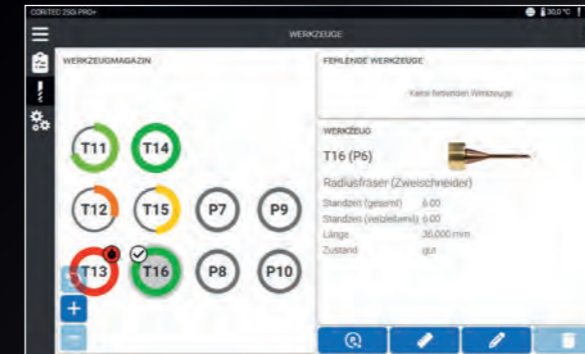 CORiTEC 250i PRO+
30,0 °C
WERKZEUGE
WERKZEUGMAGAZIN
T11
T14
T12
T15
P7
P9
T13
T16
P8
P10
FEHLENDE WERKZEUGE
Keine fehlenden Werkzeuge
WERKZEUG
T16 (P6)
Radiusfräser (Zweischneider)
Standzeit (gesamt) 6:00
Standzeit (verbleibend) 6:00
Länge 36,000 mm
Zustand gut